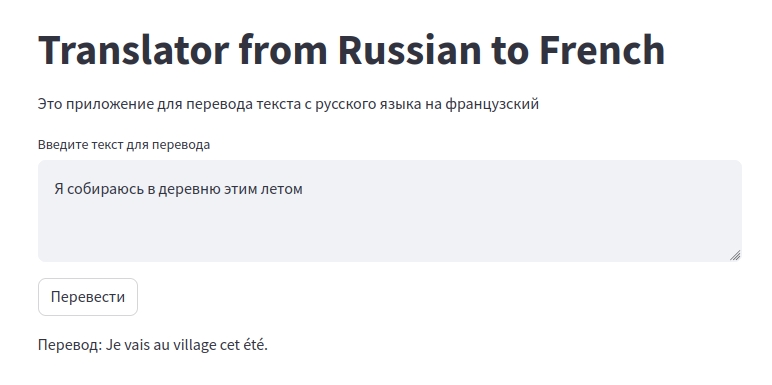 Translator from Russian to French
Это приложение для перевода текста с русского языка на французский
Введите текст для перевода
Я собираюсь в деревню этим летом
Перевести
Перевод: Je vais au village cet été.